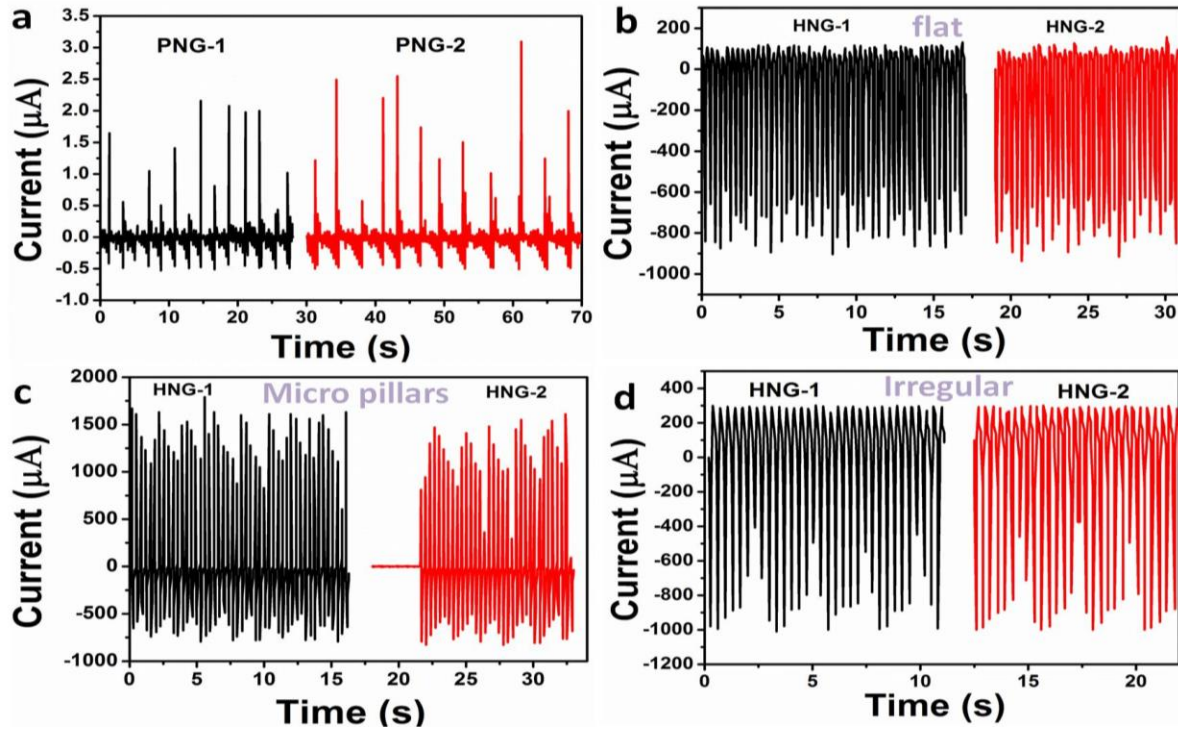 a
PNG-1 PNG-2
3.5
3.0
2.5
2.0
1.5
1.0
0.5
0.0
-0.5
-1.0
Current (µA)
0 10 20 30 40 50 60 70
Time (s)
b
HNG-1 flat HNG-2
200
0
-200
-400
-600
-800
-1000
Current (µA)
0 5 10 15 20 25 30
Time (s)
c
HNG-1 Micro pillars HNG-2
2000
1500
1000
500
0
-500
-1000
Current (µA)
0 5 10 15 20 25 30
Time (s)
d
HNG-1 Irregular HNG-2
400
200
0
-200
-400
-600
-800
-1000
-1200
Current (µA)
0 5 10 15 20
Time (s)